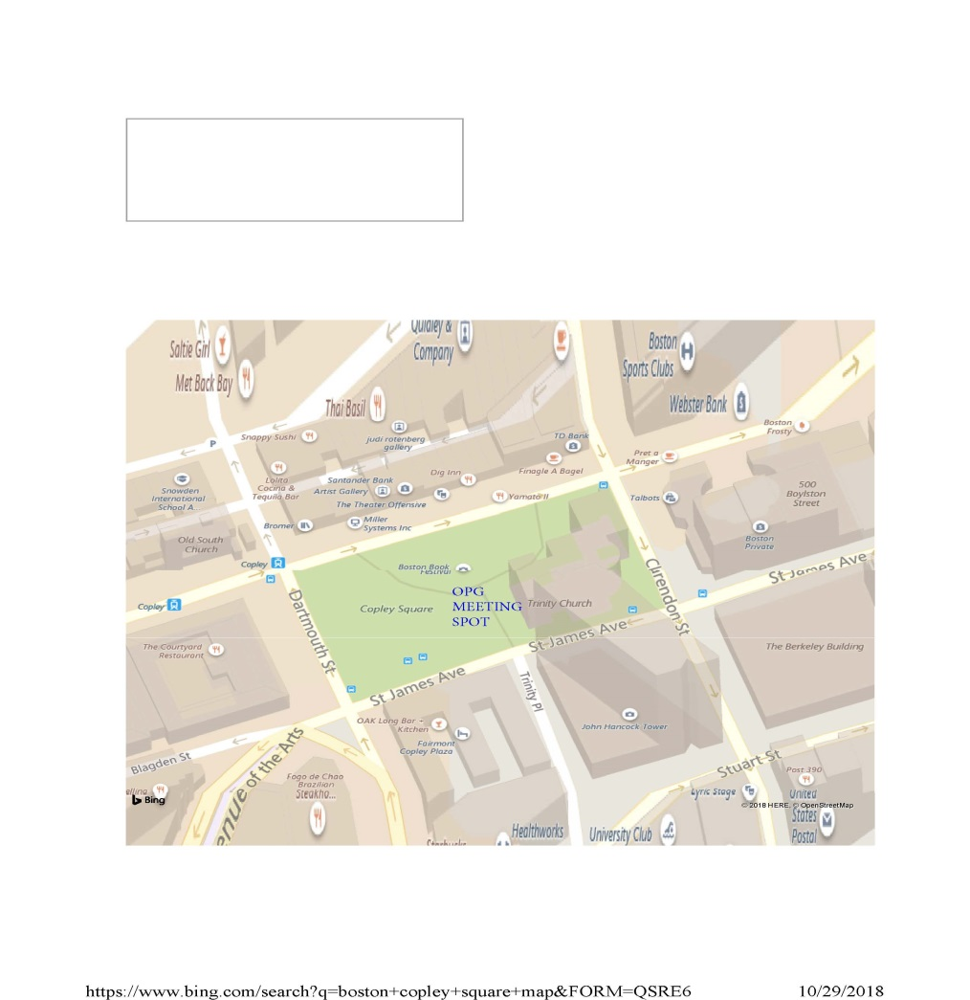 Quidley &
Company
Saltie Girl
Boston
Sports Clubs
Met Back Bay
Thai Basil
Webster Bank
Boston
Frosty
P
Snappy Sushi
judi rotenberg
gallery
TD Bank
Pret a
Manger
Finagle A Bagel
Lolita
Cocina &
Tequila Bar
Santander Bank
Dig Inn
Artist Gallery
The Theater Offensive
Yamato II
Talbots
500
Boylston
Street
Snowden
International
School A...
Bromer
Miller
Systems Inc
Boston
Private
Old South
Church
Copley
Boston Book
Festival
Clarendon St
St James Ave
OPG
MEETING
SPOT
Copley Square
Trinity Church
Copley
Dartmouth St
St James Ave
The Courtyard
Restaurant
The Berkeley Building
St James Ave
Trinity Pl
OAK Long Bar +
Kitchen
John Hancock Tower
Fairmont
Copley Plaza
Blagden St
Avenue of the Arts
Stuart St
Fogo de Chao
Brazilian
Steakho...
Post 390
Bing
Lyric Stage
United
States
Postal
© 2018 HERE, © OpenStreetMap
Healthworks
University Club
Starbucks
https://www.bing.com/search?q=boston+copley+square+map&FORM=QSRE6
10/29/2018